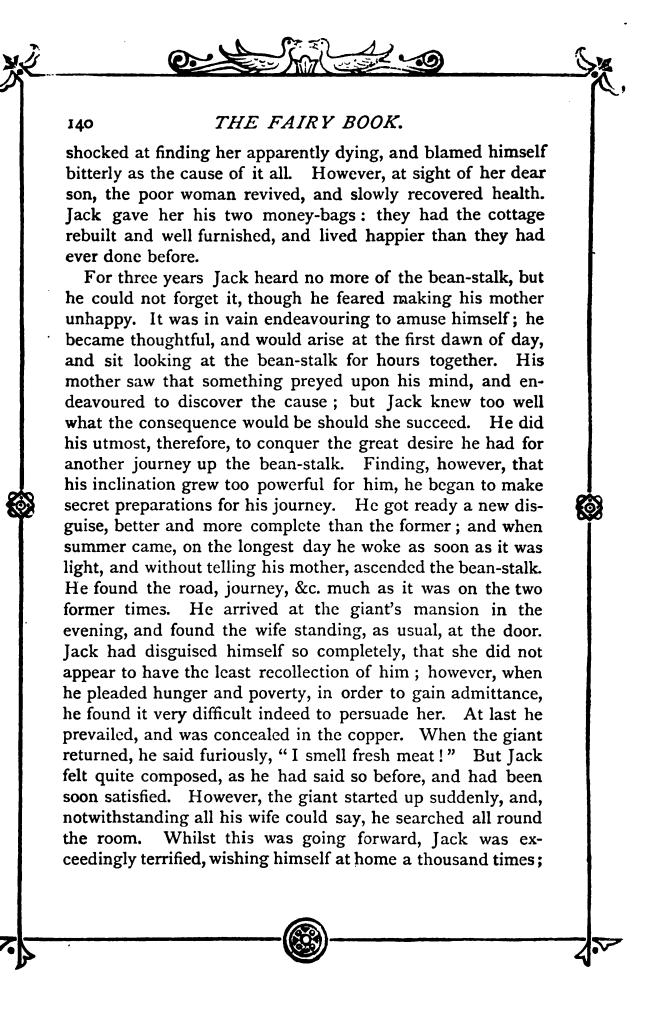 140 THE FAIRY BOOK.
shocked at finding her apparently dying, and blamed himself
bitterly as the cause of it all. However, at sight of her dear
son, the poor woman revived, and slowly recovered health.
Jack gave her his two money-bags : they had the cottage
rebuilt and well furnished, and lived happier than they had
ever done before.
For three years Jack heard no more of the bean-stalk, but
he could not forget it, though he feared making his mother
unhappy. It was in vain endeavouring to amuse himself ; he
became thoughtful, and would arise at the first dawn of day,
and sit looking at the bean-stalk for hours together. His
mother saw that something preyed upon his mind, and en-
deavoured to discover the cause ; but Jack knew too well
what the consequence would be should she succeed. He did
his utmost, therefore, to conquer the great desire he had for
another journey up the bean-stalk. Finding, however, that
his inclination grew too powerful for him, he began to make
secret preparations for his journey. He got ready a new dis-
guise, better and more complete than the former ; and when
summer came, on the longest day he woke as soon as it was
light, and without telling his mother, ascended the bean-stalk.
He found the road, journey, &c. much as it was on the two
former times. He arrived at the giant's mansion in the
evening, and found the wife standing, as usual, at the door.
Jack had disguised himself so completely, that she did not
appear to have the least recollection of him ; however, when
he pleaded hunger and poverty, in order to gain admittance,
he found it very difficult indeed to persuade her. At last he
prevailed, and was concealed in the copper. When the giant
returned, he said furiously, "I smell fresh meat!" But Jack
felt quite composed, as he had said so before, and had been
soon satisfied. However, the giant started up suddenly, and,
notwithstanding all his wife could say, he searched all round
the room. Whilst this was going forward, Jack was ex-
ceedingly terrified, wishing himself at home a thousand times ;